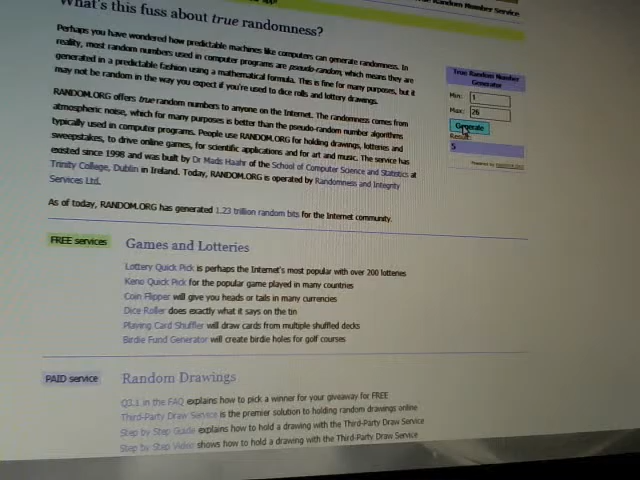 True Random Number Service
What's this fuss about true randomness?
Perhaps you have wondered how predictable machines like computers can generate randomness. In
reality, most random numbers used in computer programs are pseudo-random, which means they are
generated in a predictable fashion using a mathematical formula. This is fine for many purposes, but it
may not be random in the way you expect if you're used to dice rolls and lottery drawings.
RANDOM.ORG offers true random numbers to anyone on the Internet. The randomness comes from
atmospheric noise, which for many purposes is better than the pseudo-random number algorithms
typically used in computer programs. People use RANDOM.ORG for holding drawings, lotteries and
sweepstakes, to drive online games, for scientific applications and for art and music. The service has
existed since 1998 and was built by Dr Mads Haahr of the School of Computer Science and Statistics at
Trinity College, Dublin in Ireland. Today, RANDOM.ORG is operated by Randomness and Integrity
Services Ltd.
As of today, RANDOM.ORG has generated 1.23 trillion random bits for the Internet community.
True Random Number
Generator
Min: 1
Max: 26
Generate
Result:
5
Powered by RANDOM.ORG
FREE services
Games and Lotteries
Lottery Quick Pick is perhaps the Internet's most popular with over 200 lotteries
Keno Quick Pick for the popular game played in many countries
Coin Flipper will give you heads or tails in many currencies
Dice Roller does exactly what it says on the tin
Playing Card Shuffler will draw cards from multiple shuffled decks
Birdie Fund Generator will create birdie holes for golf courses
PAID service
Random Drawings
Q3.1 in the FAQ explains how to pick a winner for your giveaway for FREE
Third-Party Draw Service is the premier solution to holding random drawings online
Step by Step Guide explains how to hold a drawing with the Third-Party Draw Service
Step by Step Video shows how to hold a drawing with the Third-Party Draw Service